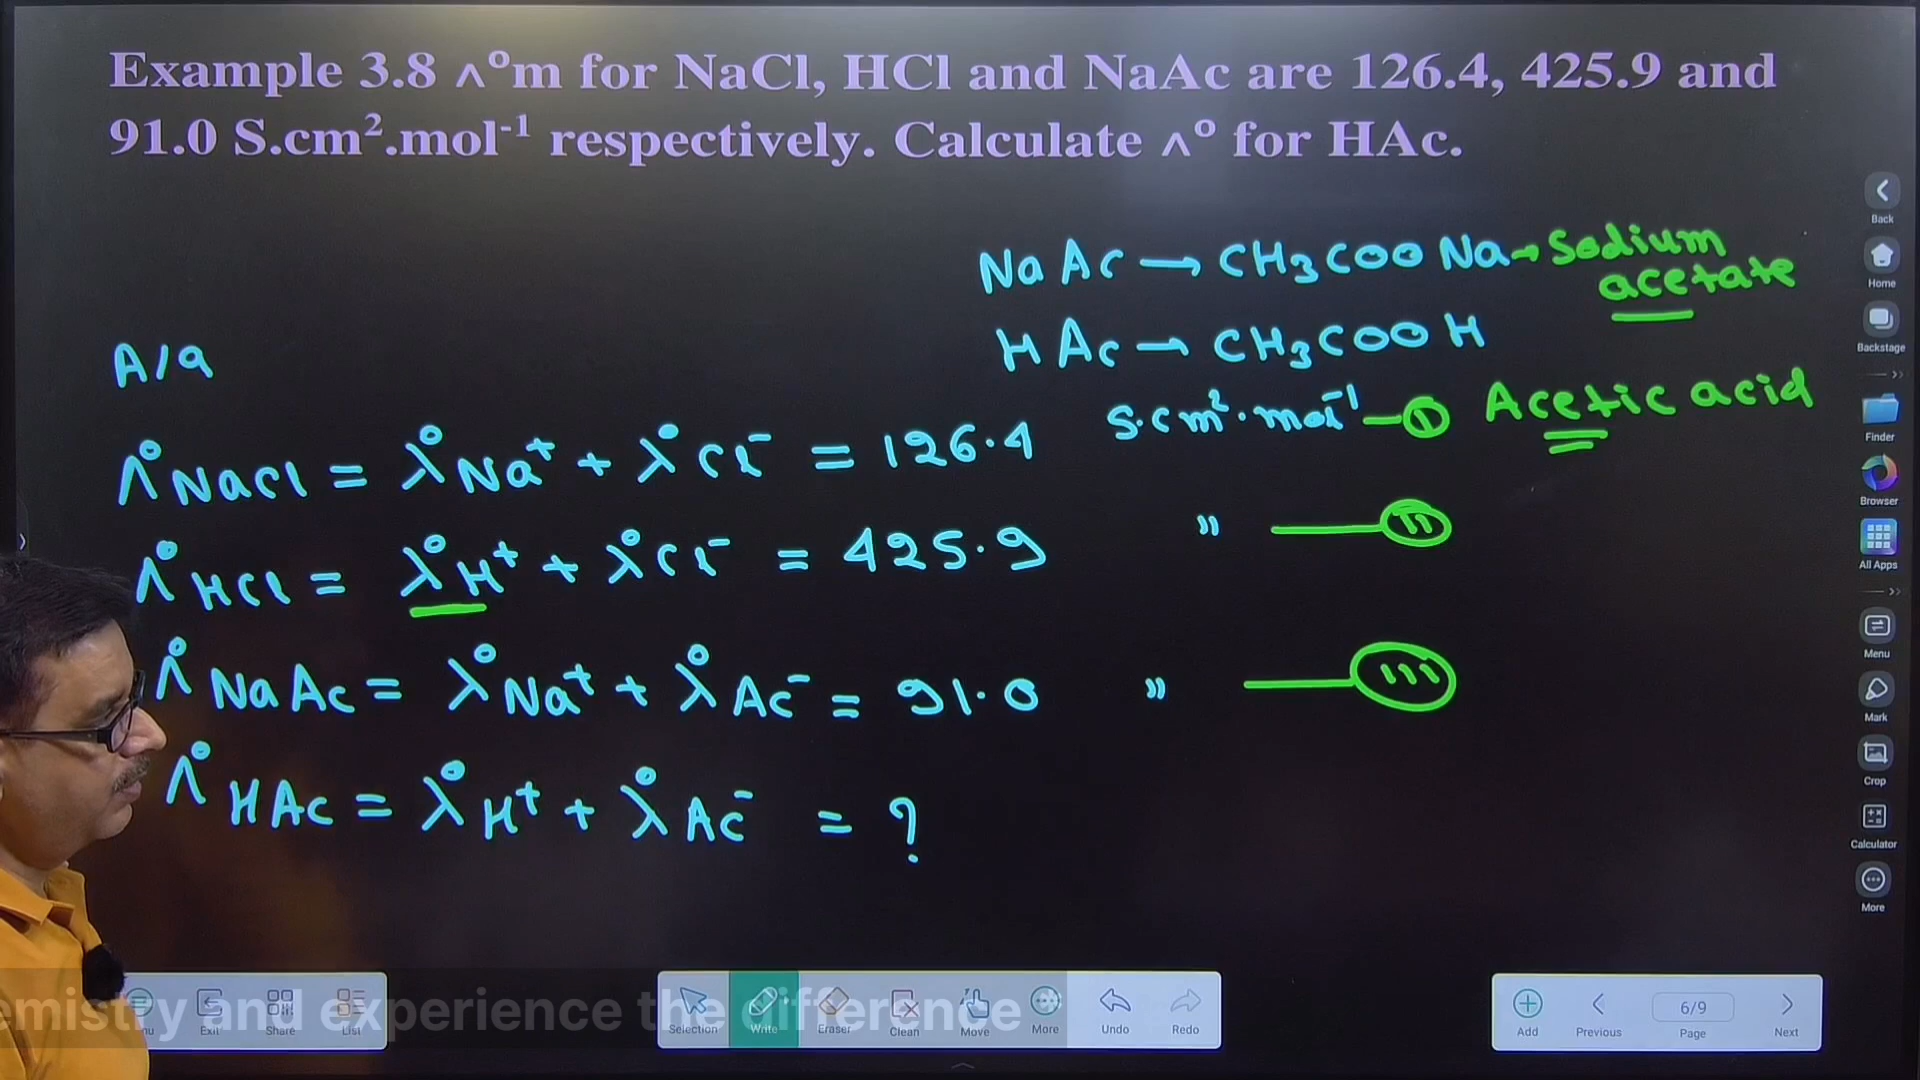 Example 3.8 ʌ°m for NaCl, HCl and NaAc are 126.4, 425.9 and
91.0 S.cm².mol⁻¹ respectively. Calculate ʌ° for HAc.
NaAc → CH₃COONa → Sodium
acetate
HAc → CH₃COOH
Acetic acid
A/q
Λ°NaCl = λ°Na⁺ + λ°Cl⁻ = 126.4 S.cm².mol⁻¹ — (i)
Λ°HCl = λ°H⁺ + λ°Cl⁻ = 425.9 " — (ii)
Λ°NaAc = λ°Na⁺ + λ°Ac⁻ = 91.0 " — (iii)
Λ°HAc = λ°H⁺ + λ°Ac⁻ = ?
Back
Home
Backstage
Finder
Browser
All Apps
Menu
Mark
Crop
Calculator
More
emistry and experience the difference *
nu Exit Share List
Selection Write Eraser Clean Move More Undo Redo
6/9
Add Previous Page Next